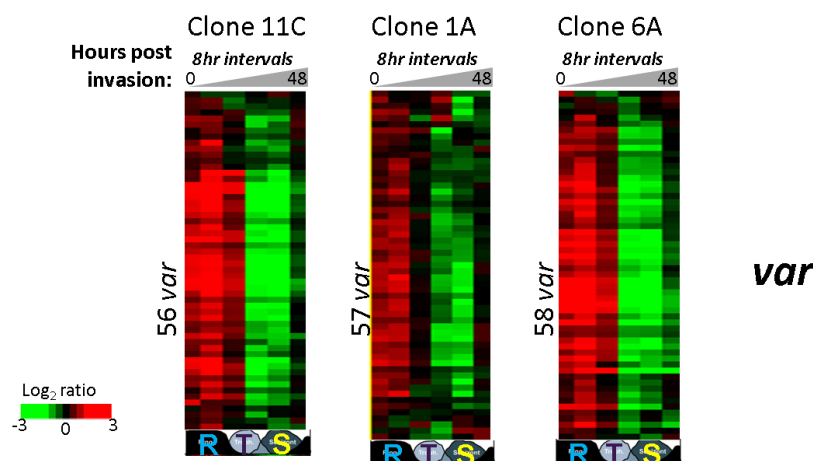 Clone 11C
Clone 1A
Clone 6A
Hours post
invasion:
8hr intervals
8hr intervals
8hr intervals
0
48
0
48
0
48
56 var
57 var
58 var
var
Log2 ratio
-3
0
3
R
T
S
R
T
S
R
T
S